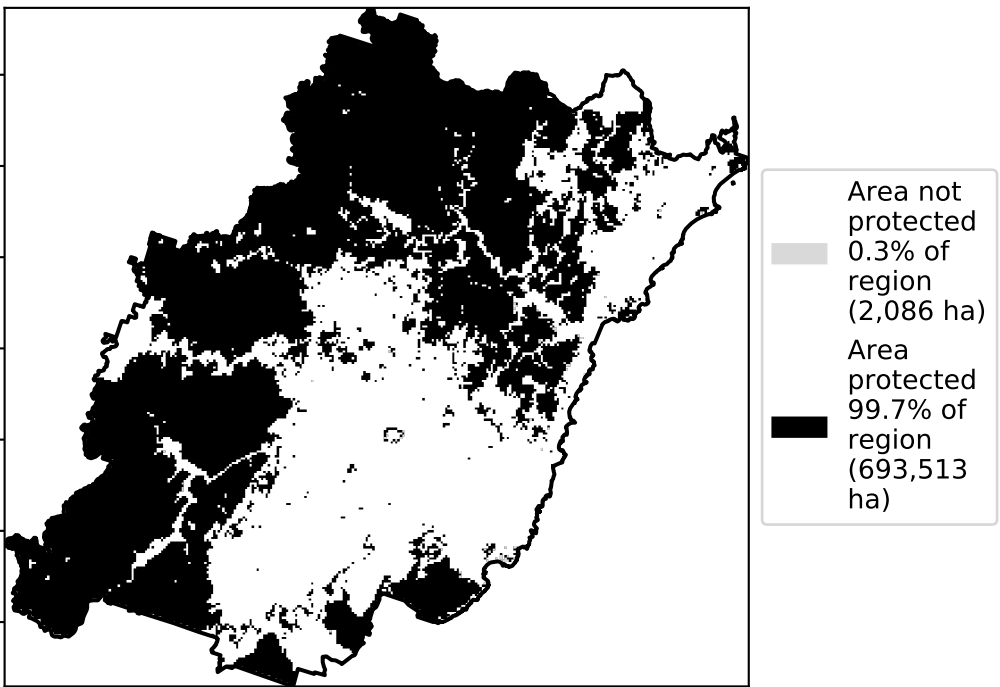 Area not
protected
0.3% of
region
(2,086 ha)
Area
protected
99.7% of
region
(693,513
ha)